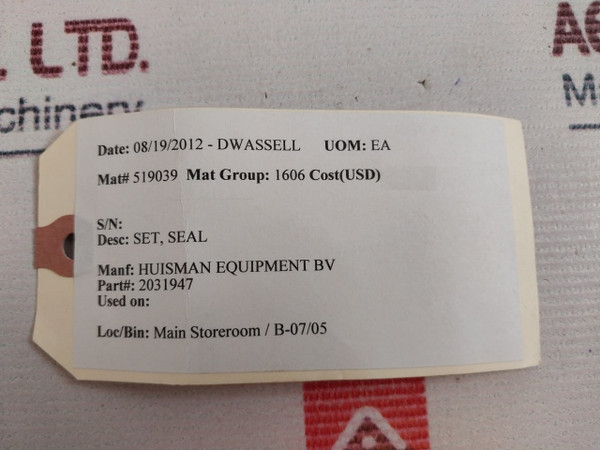 . LTD.
chinery
AC
M
Date: 08/19/2012 - DWASSELL UOM: EA
Mat# 519039 Mat Group: 1606 Cost(USD)
S/N:
Desc: SET, SEAL
Manf: HUISMAN EQUIPMENT BV
Part#: 2031947
Used on:
Loc/Bin: Main Storeroom / B-07/05